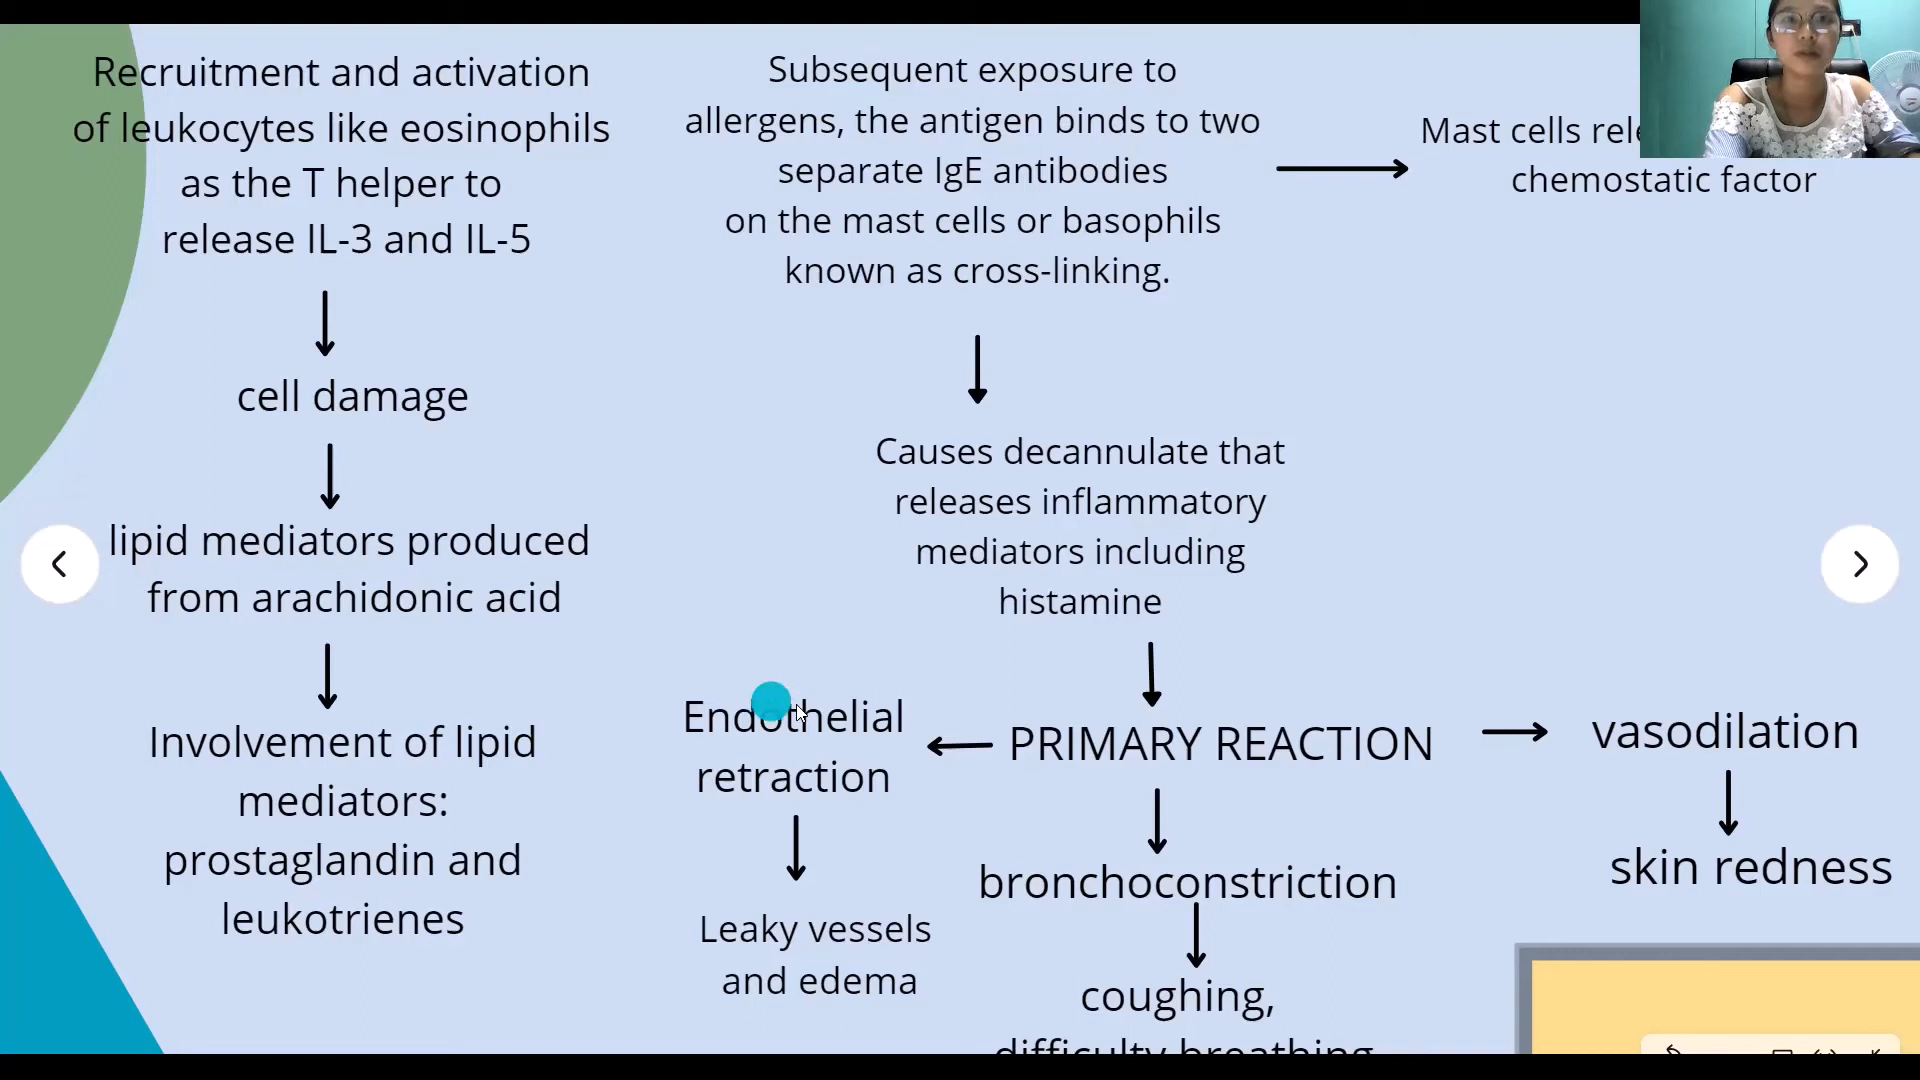 Recruitment and activation
of leukocytes like eosinophils
as the T helper to
release IL-3 and IL-5
cell damage
lipid mediators produced
from arachidonic acid
Involvement of lipid
mediators:
prostaglandin and
leukotrienes
Subsequent exposure to
allergens, the antigen binds to two
separate IgE antibodies
on the mast cells or basophils
known as cross-linking.
Mast cells
chemostatic factor
Causes decannulate that
releases inflammatory
mediators including
histamine
Endothelial
retraction
Leaky vessels
and edema
PRIMARY REACTION
bronchoconstriction
coughing,
difficulty breathing
vasodilation
skin redness